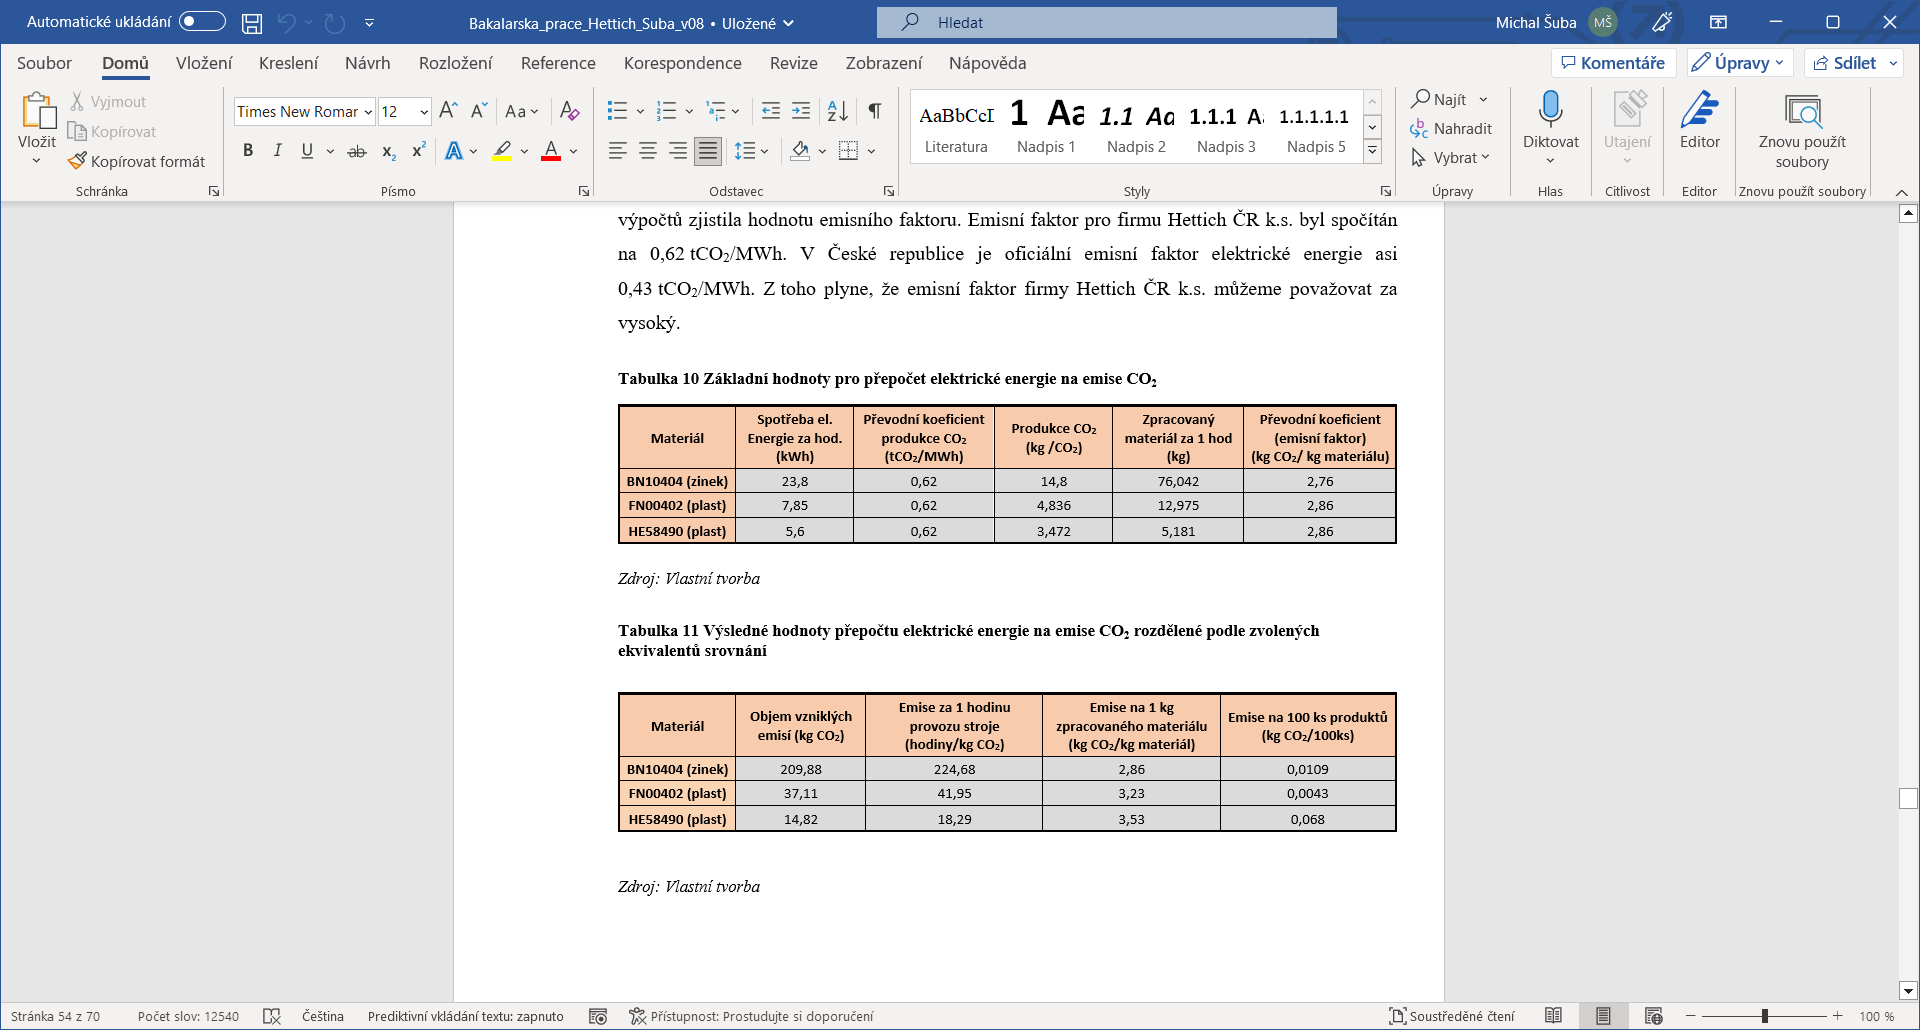 Automatické ukládání
Bakalarska_prace_Hettich_Suba_v08 • Uložené
Hledat
Michal Šuba
MŠ
Soubor Domů Vložení Kreslení Návrh Rozložení Reference Korespondence Revize Zobrazení Nápověda
Komentáře Úpravy Sdílet
Vložit
Vyjmout
Kopírovat
Kopírovat formát
Schránka
Times New Romar 12
Písmo
Odstavec
AaBbCcI 1 Aa 1.1 Aa 1.1.1 A 1.1.1.1.1
Literatura Nadpis 1 Nadpis 2 Nadpis 3 Nadpis 5
Styly
Najít
Nahradit
Vybrat
Úpravy
Diktovat
Hlas
Utajení
Citlivost
Editor
Editor
Znovu použít
soubory
Znovu použít soubory
výpočtů zjistila hodnotu emisního faktoru. Emisní faktor pro firmu Hettich ČR k.s. byl spočítán
na 0,62 tCO₂/MWh. V České republice je oficiální emisní faktor elektrické energie asi
0,43 tCO₂/MWh. Z toho plyne, že emisní faktor firmy Hettich ČR k.s. můžeme považovat za
vysoký.
Tabulka 10 Základní hodnoty pro přepočet elektrické energie na emise CO₂
Materiál
Spotřeba el.
Energie za hod.
(kWh)
Převodní koeficient
produkce CO₂
(tCO₂/MWh)
Produkce CO₂
(kg /CO₂)
Zpracovaný
materiál za 1 hod
(kg)
Převodní koeficient
(emisní faktor)
(kg CO₂/ kg materiálu)
BN10404 (zinek) 23,8 0,62 14,8 76,042 2,76
FN00402 (plast) 7,85 0,62 4,836 12,975 2,86
HE58490 (plast) 5,6 0,62 3,472 5,181 2,86
Zdroj: Vlastní tvorba
Tabulka 11 Výsledné hodnoty přepočtu elektrické energie na emise CO₂ rozdělené podle zvolených
ekvivalentů srovnání
Materiál
Objem vzniklých
emisí (kg CO₂)
Emise za 1 hodinu
provozu stroje
(hodiny/kg CO₂)
Emise na 1 kg
zpracovaného materiálu
(kg CO₂/kg materiál)
Emise na 100 ks produktů
(kg CO₂/100ks)
BN10404 (zinek) 209,88 224,68 2,86 0,0109
FN00402 (plast) 37,11 41,95 3,23 0,0043
HE58490 (plast) 14,82 18,29 3,53 0,068
Zdroj: Vlastní tvorba
Stránka 54 z 70 Počet slov: 12540 Čeština Prediktivní vkládání textu: zapnuto Přístupnost: Prostudujte si doporučení Soustředěné čtení 100 %